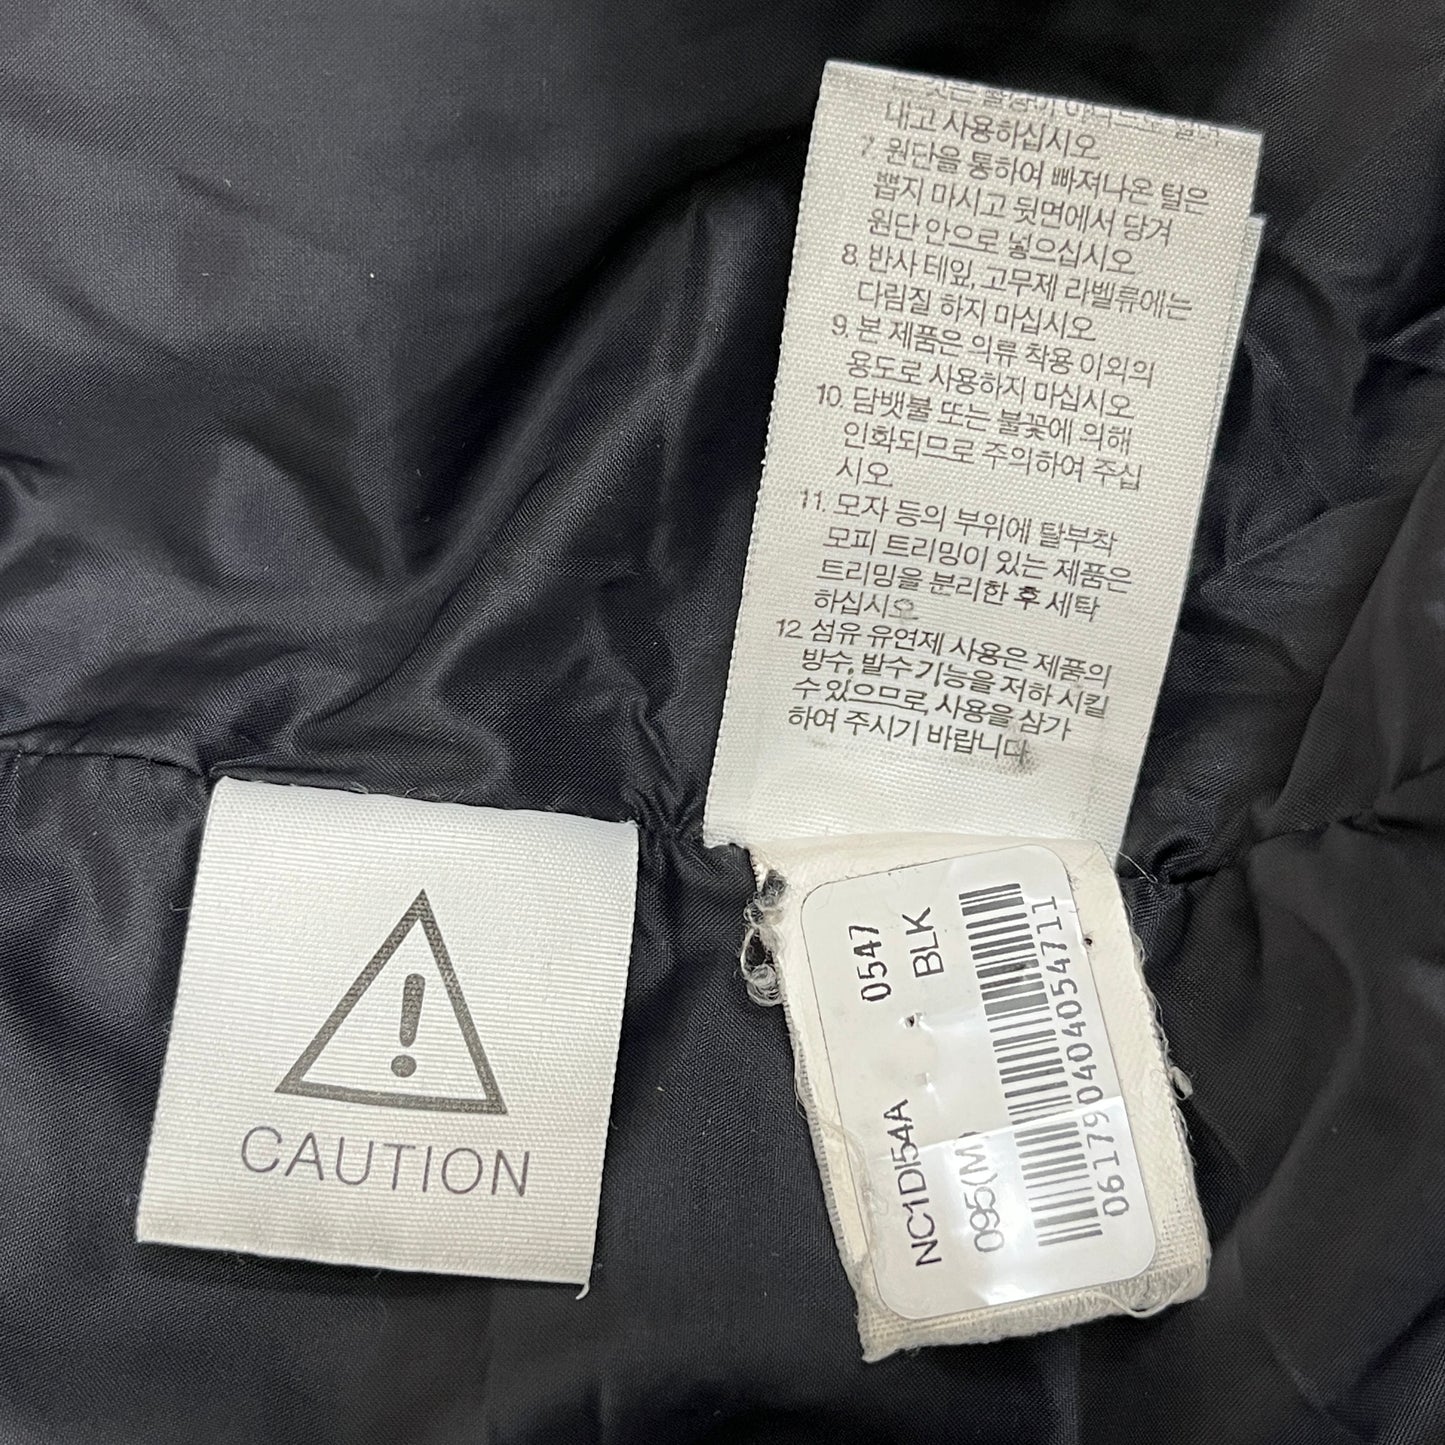 내고 사용하십시오
7. 원단을 통하여 빠져나온 털은
뽑지 마시고 뒷면에서 당겨
원단 안으로 넣으십시오
8. 반사 테잎, 고무제 라벨류에는
다림질 하지 마십시오
9. 본 제품은 의류 착용 이외의
용도로 사용하지 마십시오
10. 담뱃불 또는 불꽃에 의해
인화되므로 주의하여 주십
시오
11. 모자 등의 부위에 탈부착
모피 트리밍이 있는 제품은
트리밍을 분리한 후 세탁
하십시오
12. 섬유 유연제 사용은 제품의
방수, 발수 기능을 저하 시킬
수 있으므로, 사용을 삼가
하여 주시기 바랍니다.
CAUTION
0547
NC1DI54A BLK
095(M)
0617904040054711